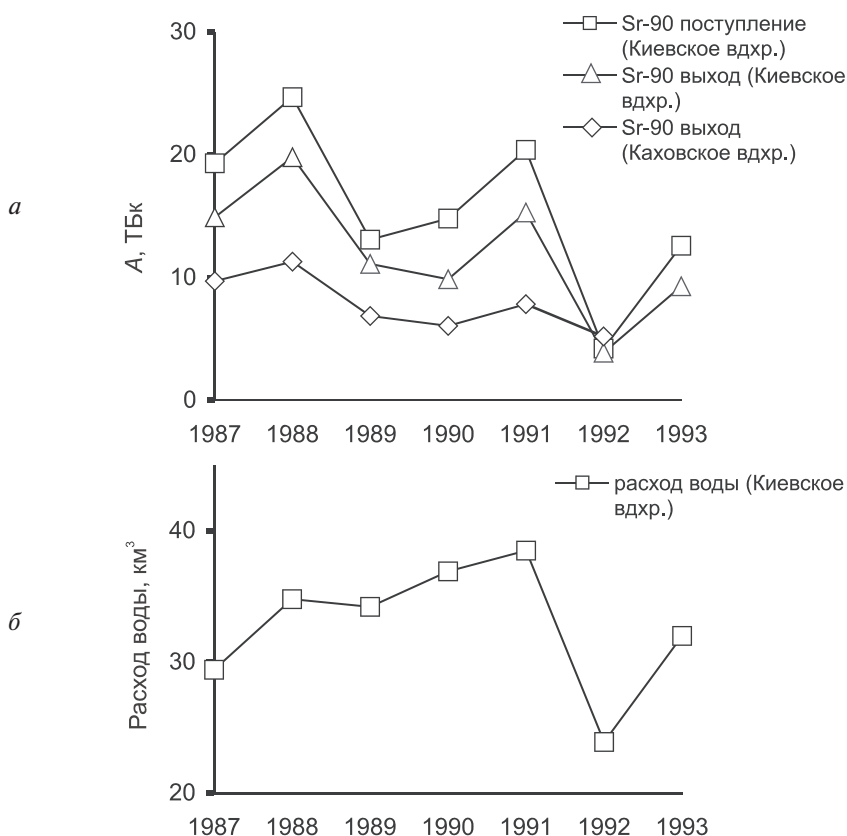 30
20
10
0
А, ТБк
а
Sr-90 поступление
(Киевское вдхр.)
Sr-90 выход (Киевское
вдхр.)
Sr-90 выход
(Каховское вдхр.)
1987 1988 1989 1990 1991 1992 1993
40
30
20
Расход воды, км³
б
расход воды (Киевское
вдхр.)
1987 1988 1989 1990 1991 1992 1993